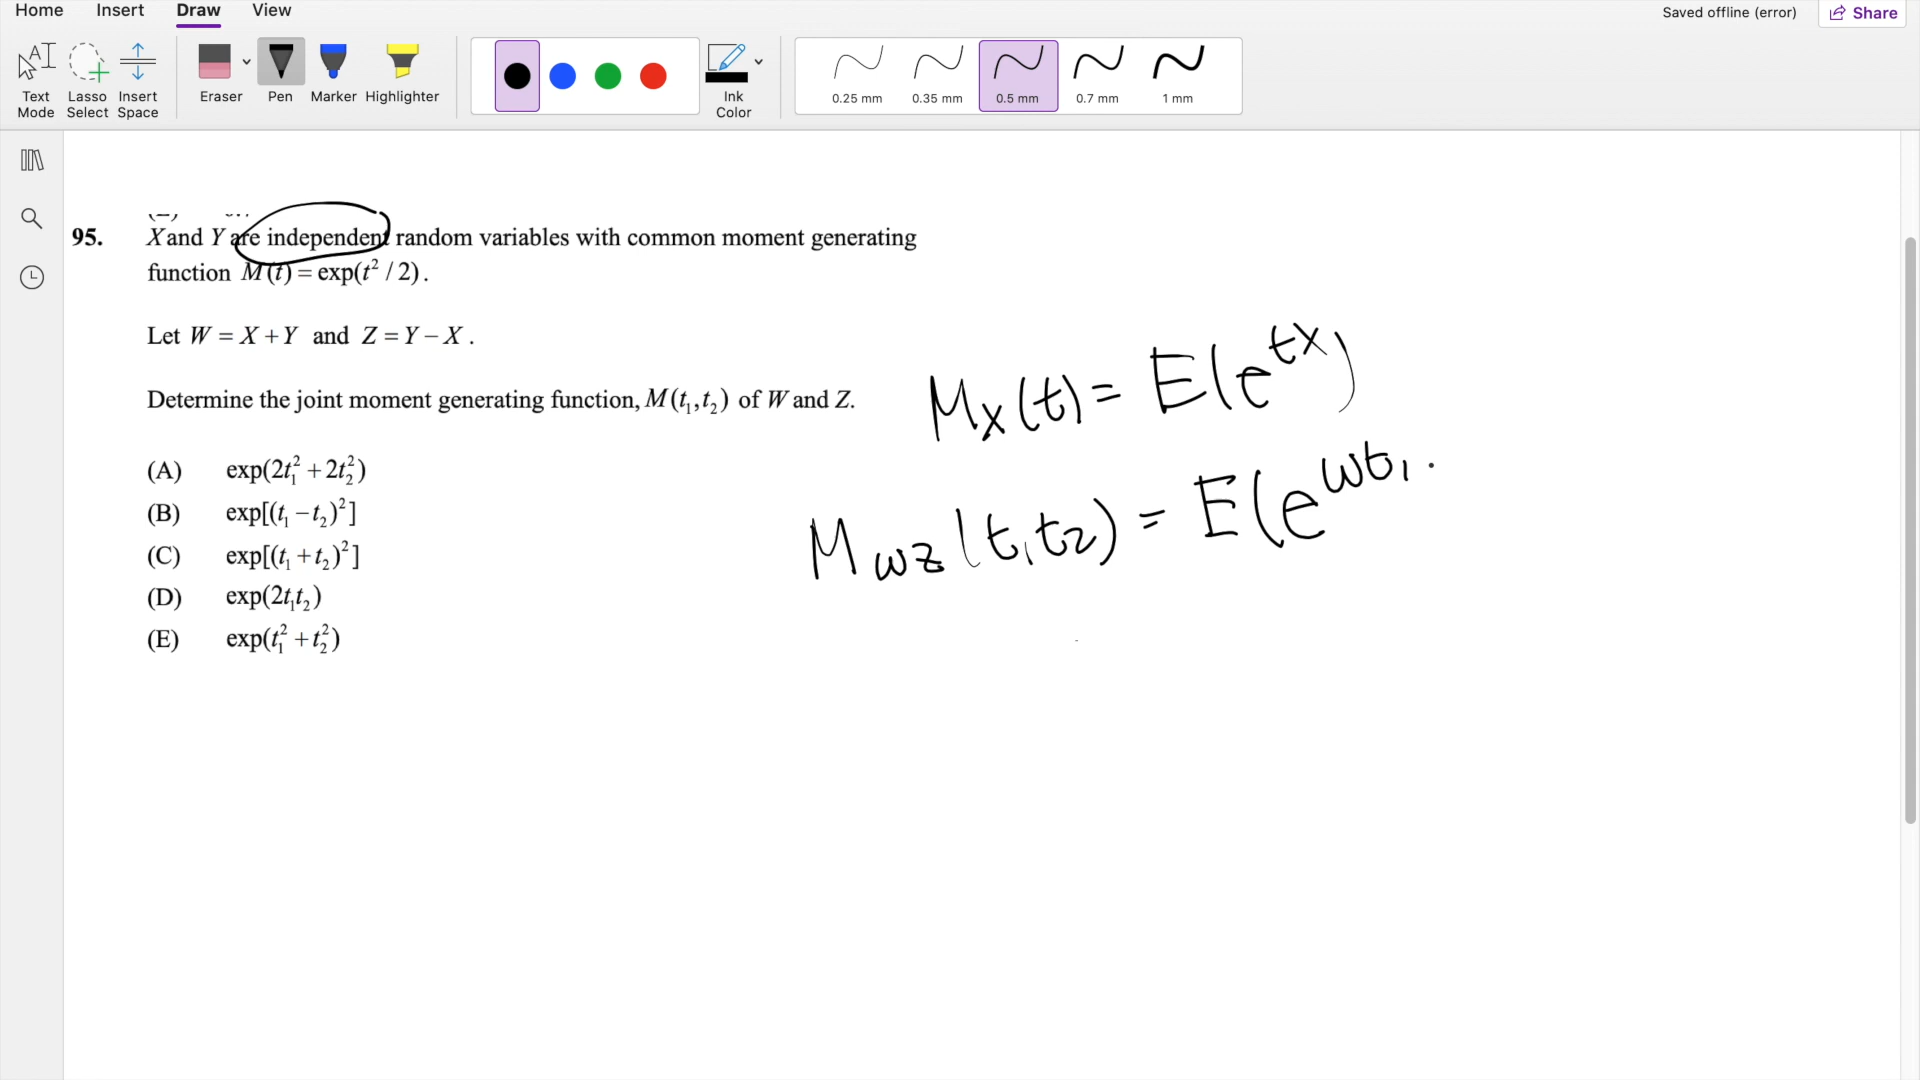 Home Insert Draw View
Saved offline (error) Share
Text Mode
Lasso Select
Insert Space
Eraser
Pen
Marker
Highlighter
Ink Color
0.25 mm
0.35 mm
0.5 mm
0.7 mm
1 mm
95. X and Y are independent random variables with common moment generating
function M(t) = exp(t² / 2).
Let W = X + Y and Z = Y − X.
Determine the joint moment generating function, M(t₁,t₂) of W and Z.
(A) exp(2t₁² + 2t₂²)
(B) exp[(t₁ − t₂)²]
(C) exp[(t₁ + t₂)²]
(D) exp(2t₁t₂)
(E) exp(t₁² + t₂²)
M_X(t) = E(e^{tX})
M_{WZ}(t₁t₂) = E(e^{Wt₁.